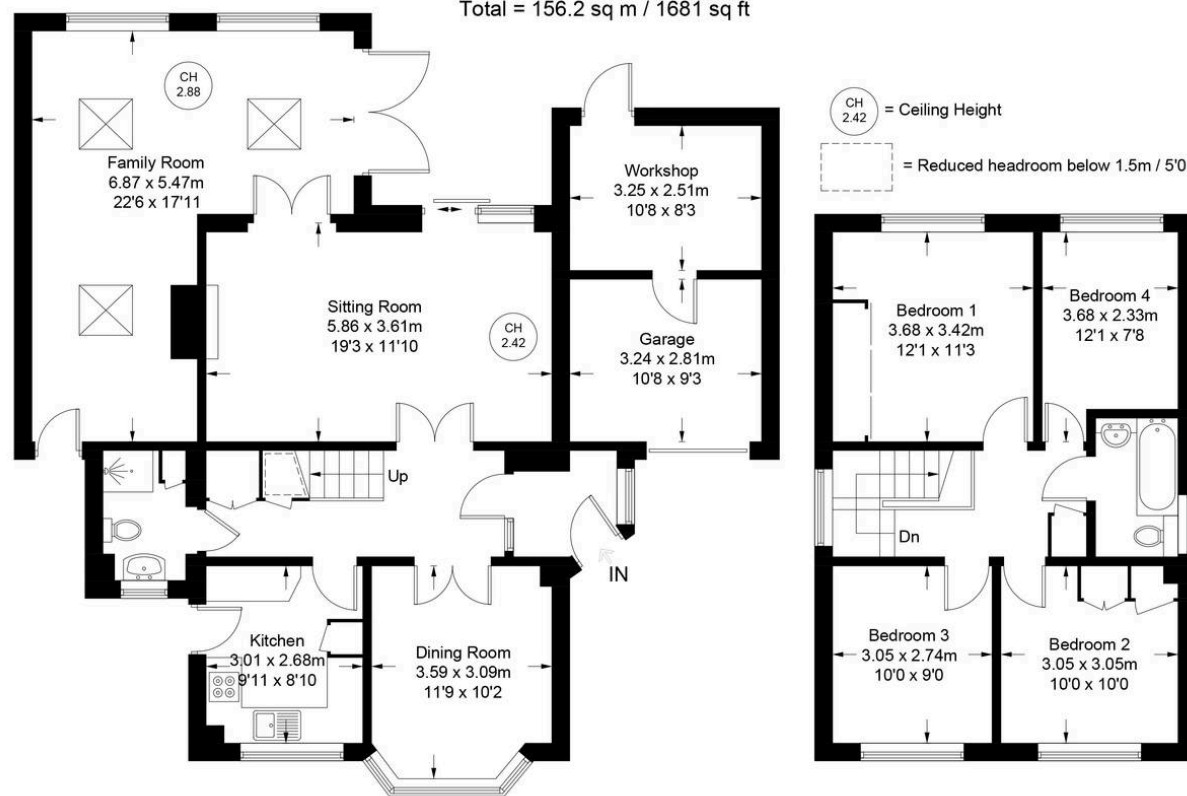 Total = 156.2 sq m / 1681 sq ft
CH
2.88
Family Room
6.87 x 5.47m
22'6 x 17'11
Workshop
3.25 x 2.51m
10'8 x 8'3
Sitting Room
5.86 x 3.61m
19'3 x 11'10
CH
2.42
Garage
3.24 x 2.81m
10'8 x 9'3
Up
IN
Kitchen
3.01 x 2.68m
9'11 x 8'10
Dining Room
3.59 x 3.09m
11'9 x 10'2
CH
2.42
= Ceiling Height
= Reduced headroom below 1.5m / 5'0
Bedroom 1
3.68 x 3.42m
12'1 x 11'3
Bedroom 4
3.68 x 2.33m
12'1 x 7'8
Dn
Bedroom 3
3.05 x 2.74m
10'0 x 9'0
Bedroom 2
3.05 x 3.05m
10'0 x 10'0